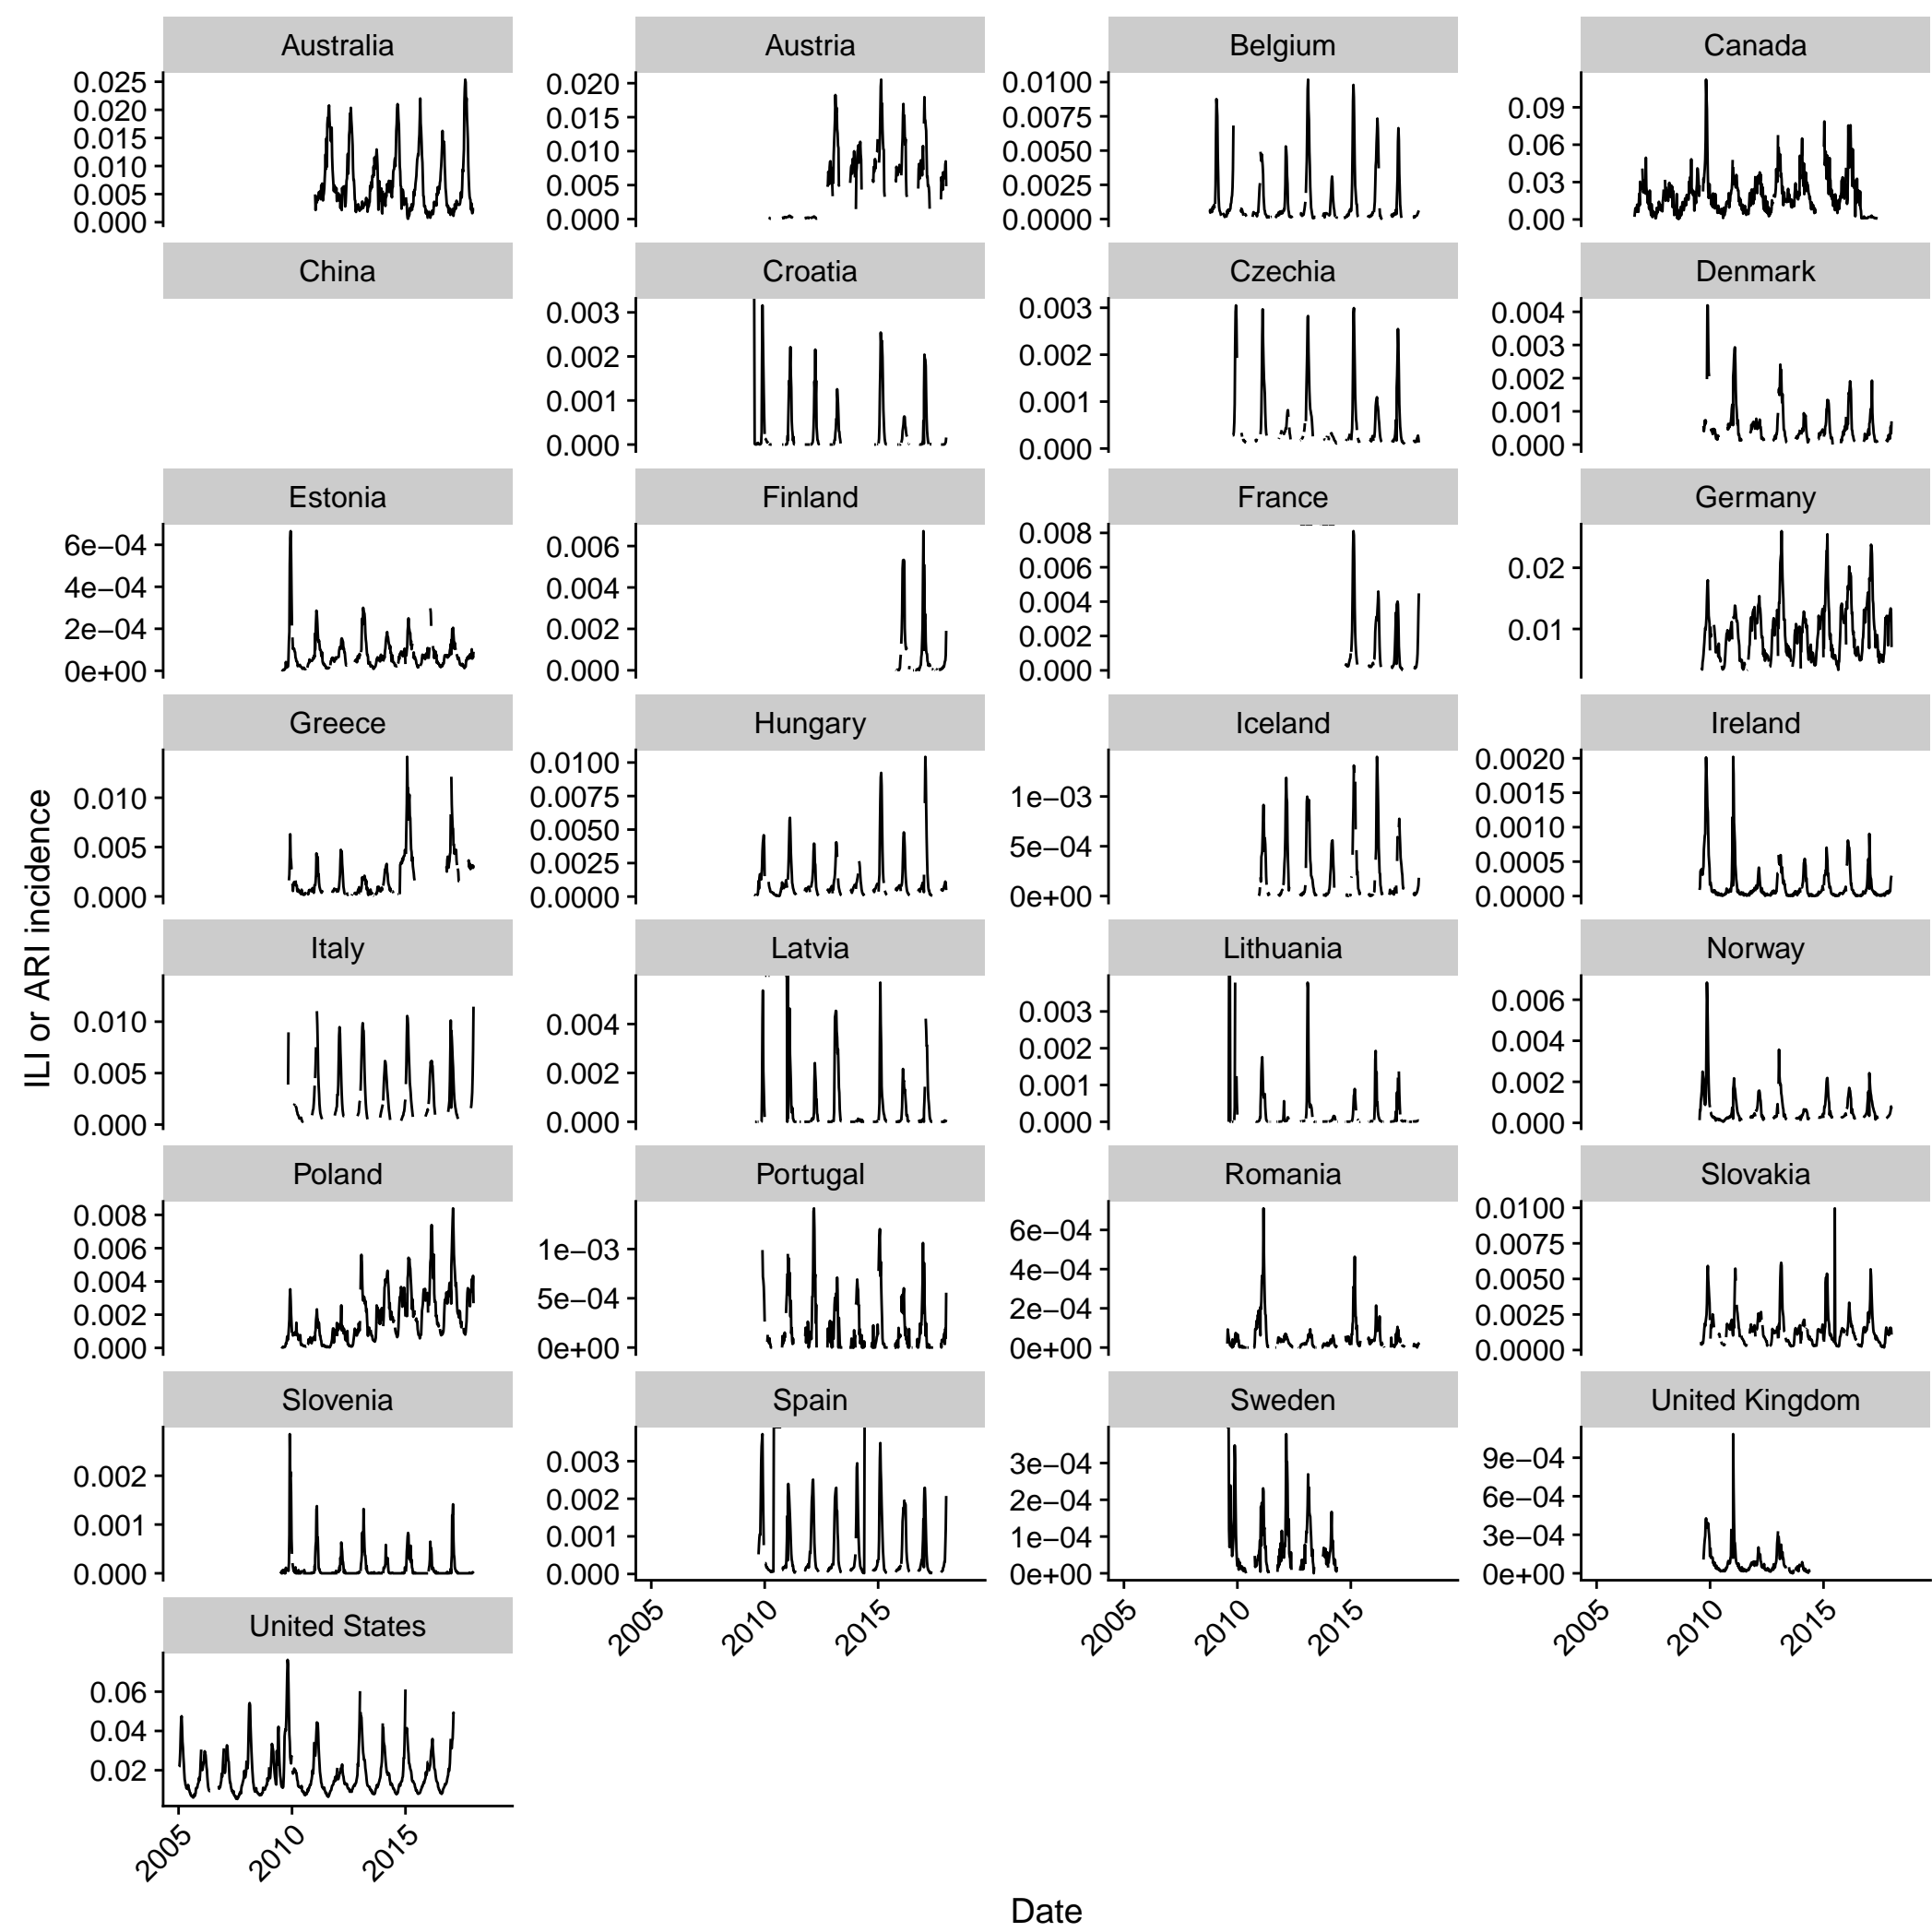 Australia
Austria
Belgium
Canada
0.025
0.020
0.015
0.010
0.005
0.000
0.020
0.015
0.010
0.005
0.000
0.0100
0.0075
0.0050
0.0025
0.0000
0.09
0.06
0.03
0.00
China
Croatia
Czechia
Denmark
0.003
0.002
0.001
0.000
0.003
0.002
0.001
0.000
0.004
0.003
0.002
0.001
0.000
Estonia
Finland
France
Germany
6e−04
4e−04
2e−04
0e+00
0.006
0.004
0.002
0.000
0.008
0.006
0.004
0.002
0.000
0.02
0.01
Greece
Hungary
Iceland
Ireland
0.010
0.005
0.000
0.0100
0.0075
0.0050
0.0025
0.0000
1e−03
5e−04
0e+00
0.0020
0.0015
0.0010
0.0005
0.0000
ILI or ARI incidence
Italy
Latvia
Lithuania
Norway
0.010
0.005
0.000
0.004
0.002
0.000
0.003
0.002
0.001
0.000
0.006
0.004
0.002
0.000
Poland
Portugal
Romania
Slovakia
0.008
0.006
0.004
0.002
0.000
1e−03
5e−04
0e+00
6e−04
4e−04
2e−04
0e+00
0.0100
0.0075
0.0050
0.0025
0.0000
Slovenia
Spain
Sweden
United Kingdom
0.002
0.001
0.000
0.003
0.002
0.001
0.000
3e−04
2e−04
1e−04
0e+00
9e−04
6e−04
3e−04
0e+00
2005
2010
2015
2005
2010
2015
2005
2010
2015
United States
0.06
0.04
0.02
2005
2010
2015
Date